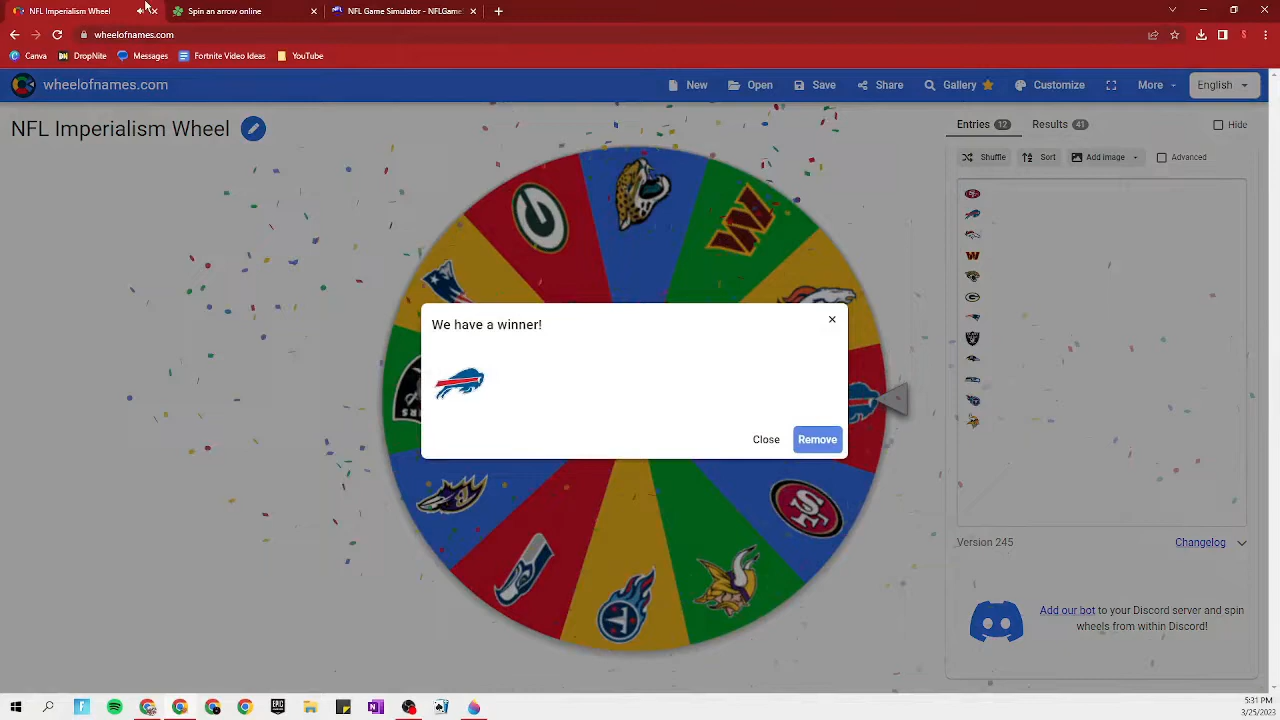 NFL Imperialism Wheel
Spin an arrow online
NFL Game Simulator - NFLGame
wheelofnames.com
S
Canva
DropNite
Messages
Fortnite Video Ideas
YouTube
wheelofnames.com
New
Open
Save
Share
Gallery
Customize
More
English
NFL Imperialism Wheel
Entries 12
Results 41
Hide
Shuffle
Sort
Add image
Advanced
G
W
We have a winner!
Close
Remove
SF
T
Version 245
Changelog
Add our bot to your Discord server and spin
wheels from within Discord!
5:31 PM
3/25/2023